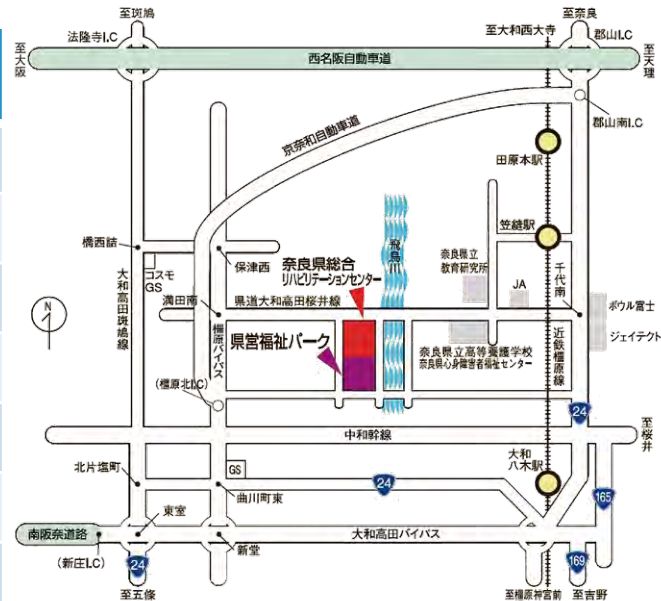 至斑鳩
至奈良
法隆寺I.C
至大和西大寺
郡山I.C
至大阪
西名阪自動車道
至天理
郡山南I.C
京奈和自動車道
田原本駅
笠縫駅
橋西詰
保津西
飛鳥川
奈良県立
教育研究所
コスモ
GS
奈良県総合
リハビリテーションセンター
JA
千代南
満田南
県道大和高田桜井線
ボウル富士
ジェイテクト
N
大和高田斑鳩線
橿原バイパス
県営福祉パーク
奈良県立高等養護学校
奈良県心身障害者福祉センター
近鉄橿原線
(橿原北I.C)
24
中和幹線
至桜井
北片塩町
GS
曲川町東
24
大和
八木駅
165
南阪奈道路
東室
大和高田バイパス
(新庄I.C)
24
新堂
169
至五條
至橿原神宮前
至吉野